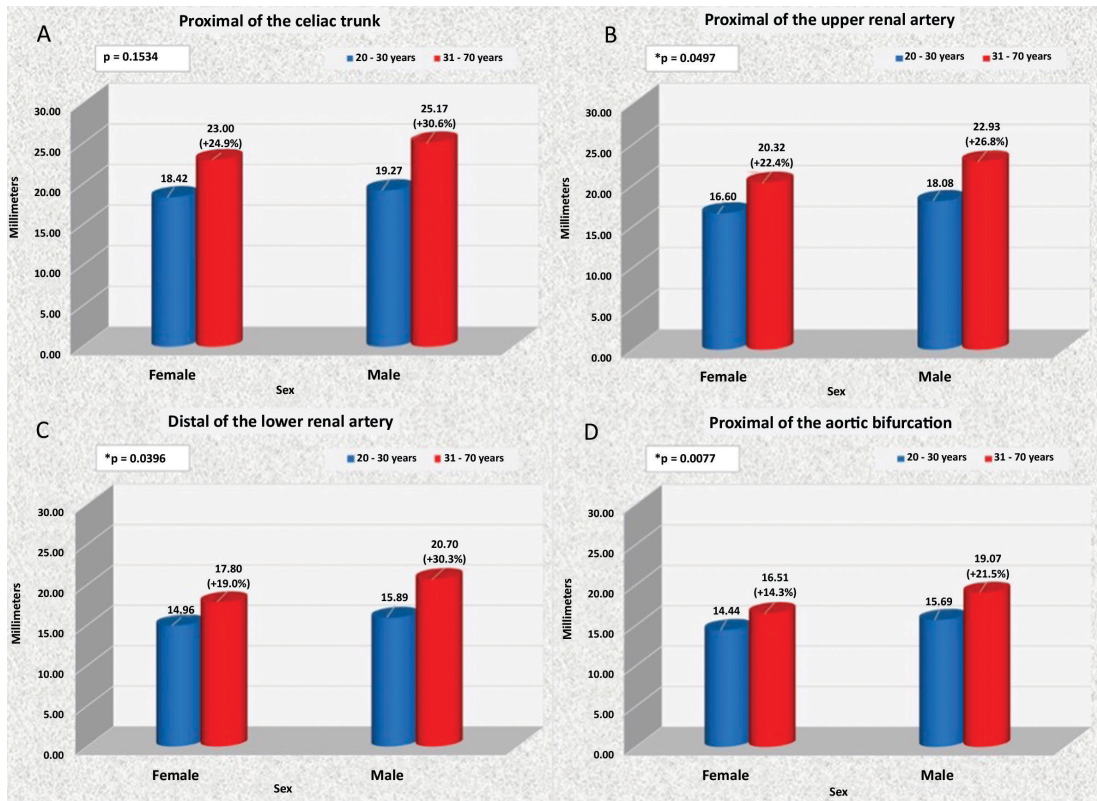 A
Proximal of the celiac trunk
p = 0.1534
20 - 30 years
31 - 70 years
30.00
25.00
20.00
15.00
10.00
5.00
0.00
Millimeters
18.42
23.00
(+24.9%)
19.27
25.17
(+30.6%)
Female
Male
Sex
B
Proximal of the upper renal artery
*p = 0.0497
20 - 30 years
31 - 70 years
30.00
25.00
20.00
15.00
10.00
5.00
0.00
Millimeters
16.60
20.32
(+22.4%)
18.08
22.93
(+26.8%)
Female
Male
Sex
C
Distal of the lower renal artery
*p = 0.0396
20 - 30 years
31 - 70 years
30.00
25.00
20.00
15.00
10.00
5.00
0.00
Millimeters
14.96
17.80
(+19.0%)
15.89
20.70
(+30.3%)
Female
Male
Sex
D
Proximal of the aortic bifurcation
*p = 0.0077
20 - 30 years
31 - 70 years
30.00
25.00
20.00
15.00
10.00
5.00
0.00
Millimeters
14.44
16.51
(+14.3%)
15.69
19.07
(+21.5%)
Female
Male
Sex